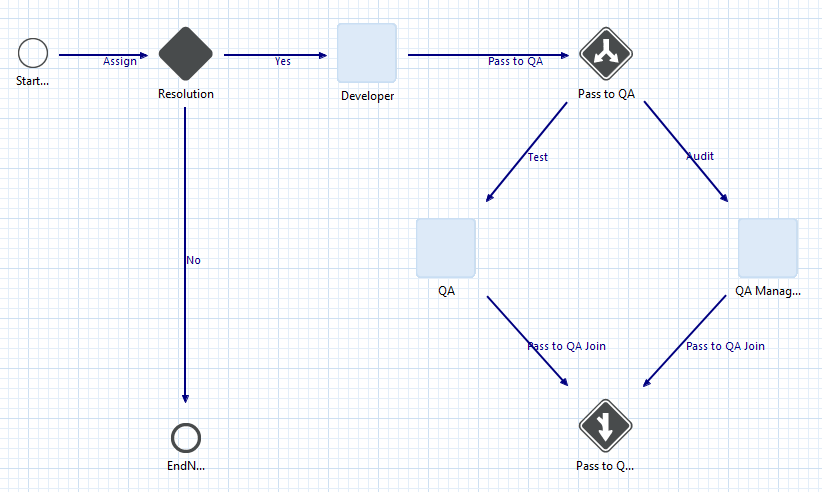 Assign
Yes
Pass to QA
Start...
Resolution
Developer
Pass to QA
Test
Audit
No
QA
QA Manag...
Pass to QA Join
Pass to QA Join
EndN...
Pass to Q...